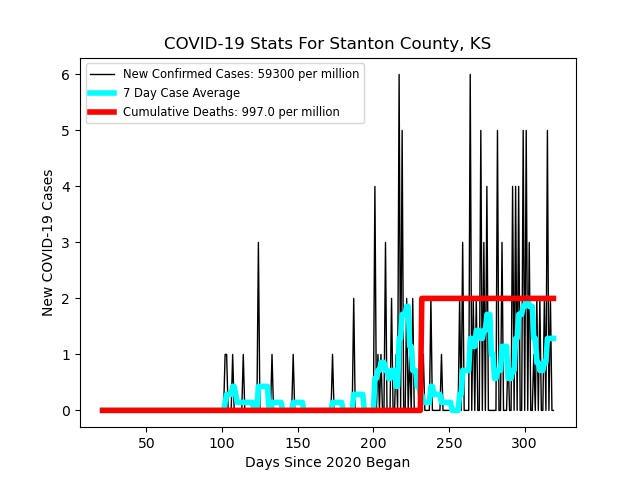 COVID-19 Stats For Stanton County, KS
New Confirmed Cases: 59300 per million
7 Day Case Average
Cumulative Deaths: 997.0 per million
New COVID-19 Cases
6
5
4
3
2
1
0
50 100 150 200 250 300
Days Since 2020 Began